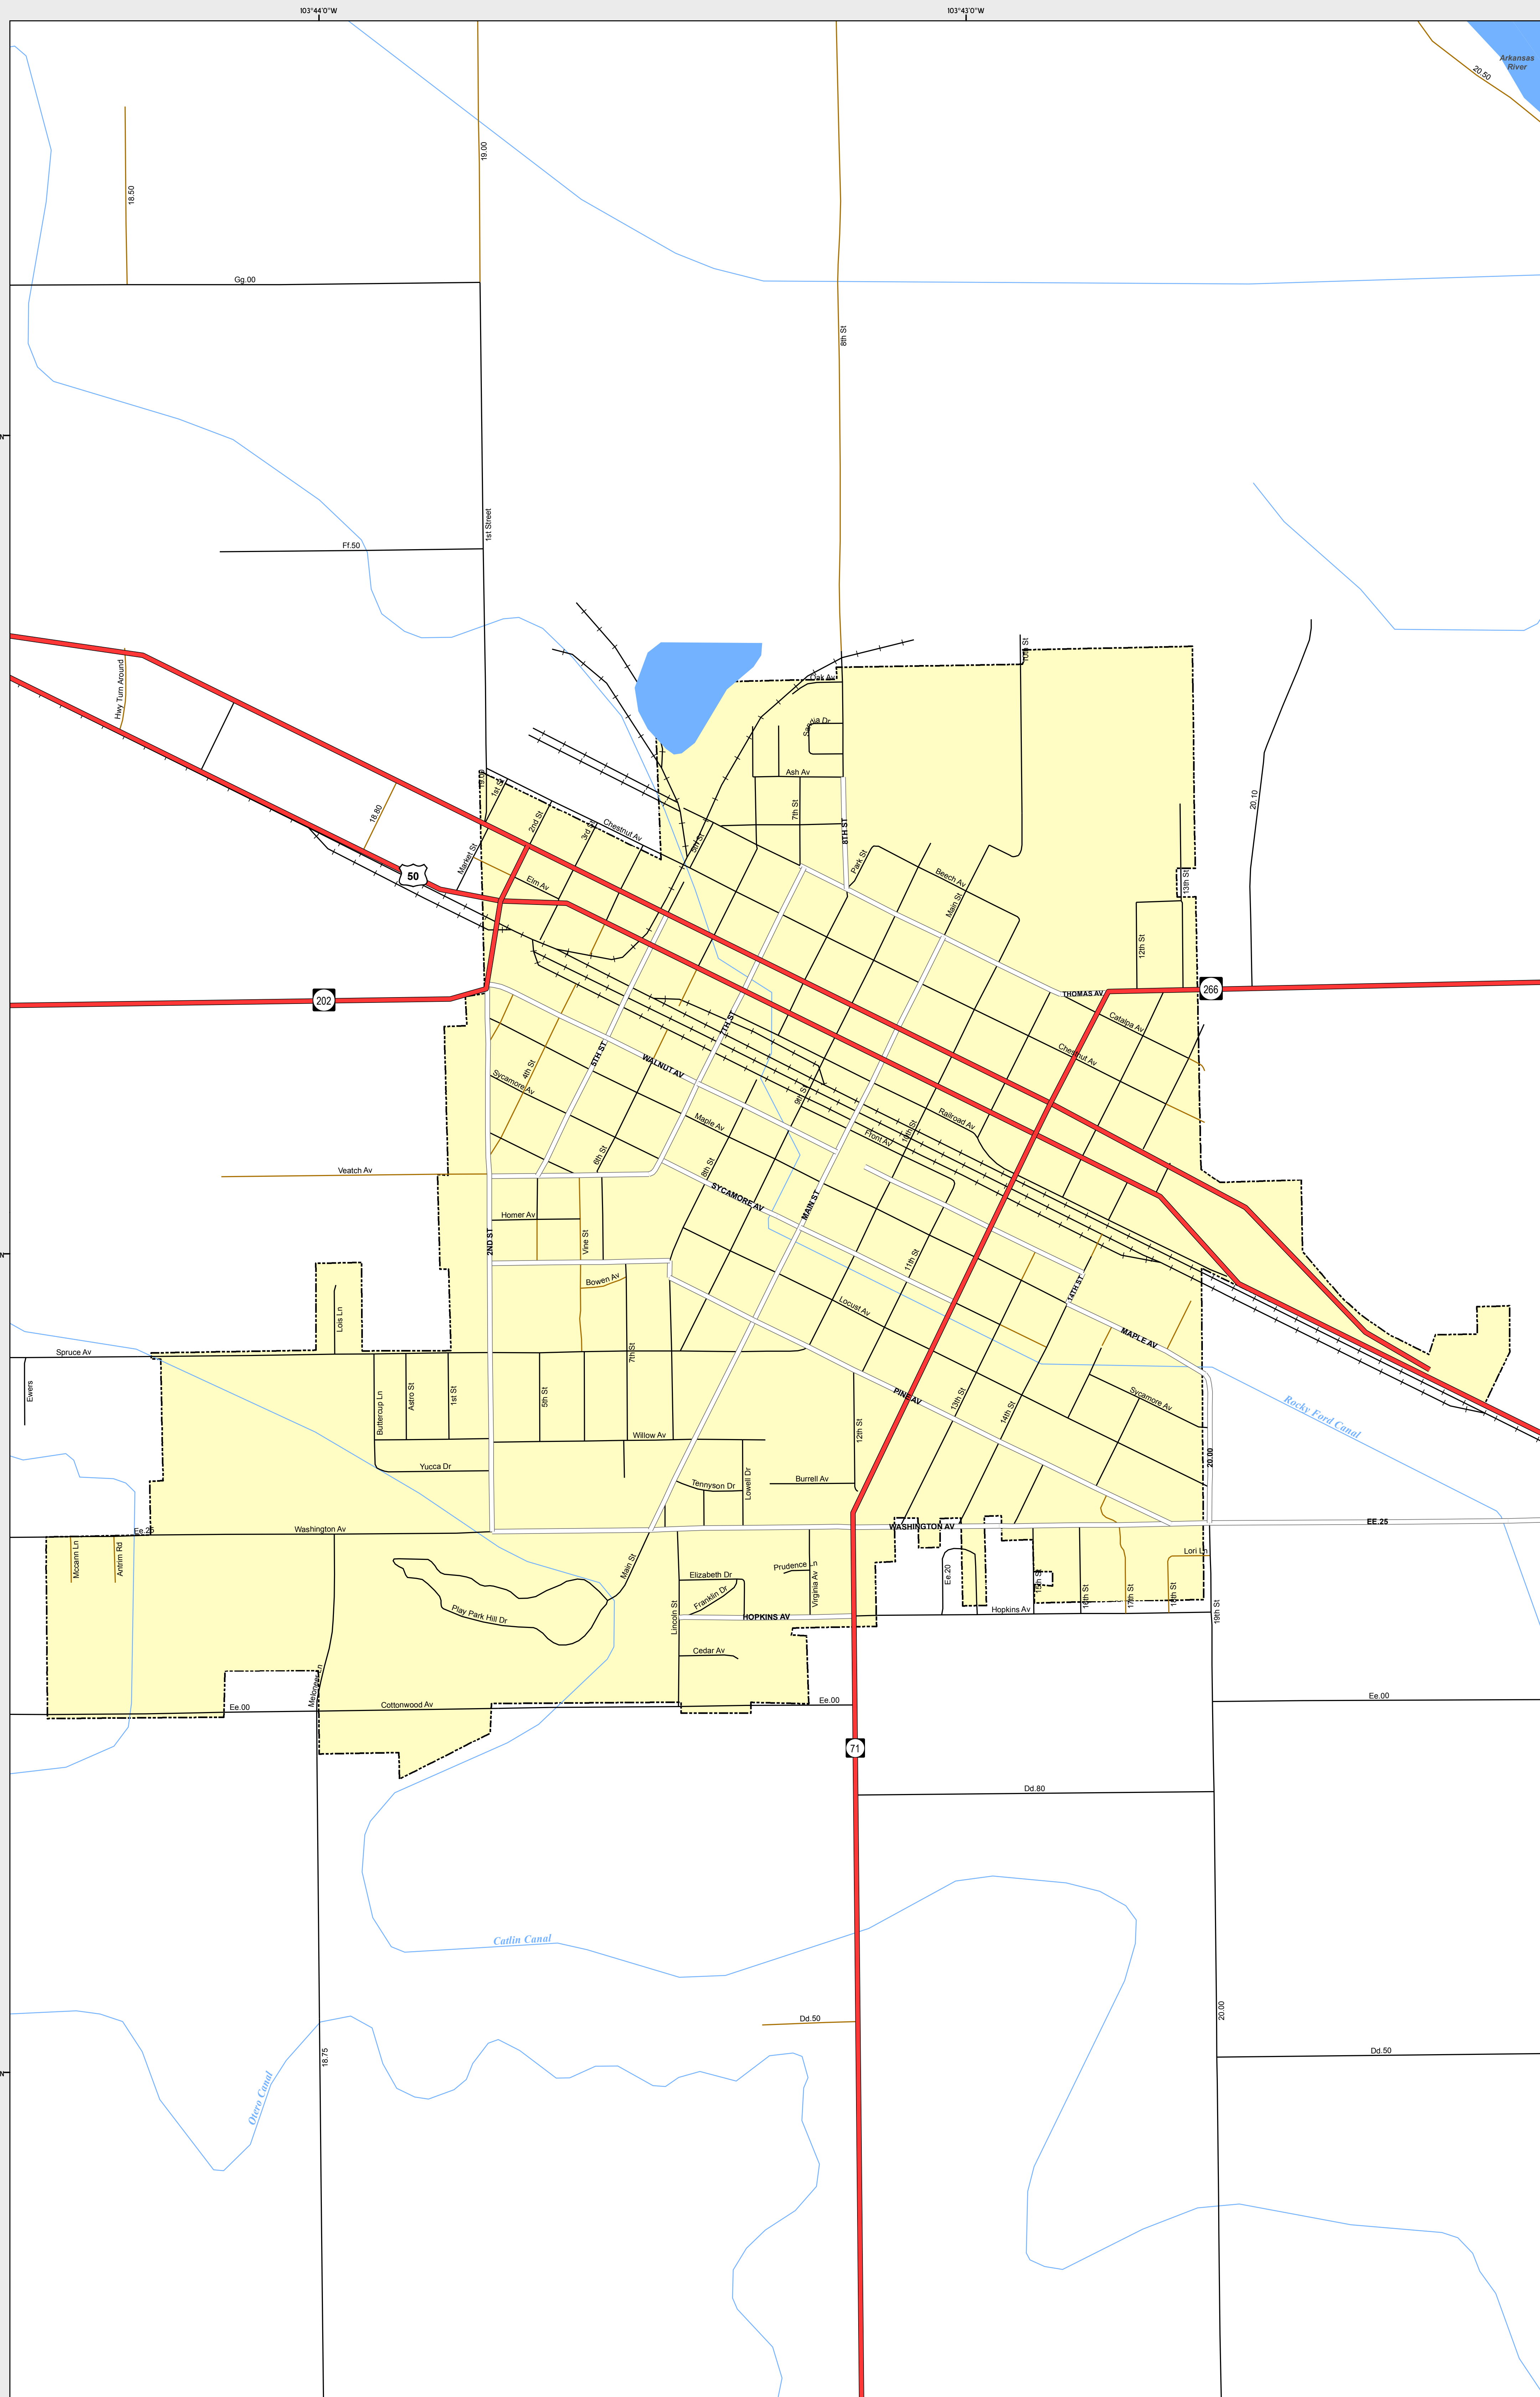 103°44'0"W
103°43'0"W
Arkansas
River
20.50
19.00
18.50
Gg.00
8th St
1st Street
Ff.50
N
10th St
Hwy Turn Around
Oak Av
Ash Av
19.00
1st St
18.80
2nd St
3rd St
Chestnut Av
7th St
20.10
8TH ST
5th St
Market St
Park St
Beech Av
Elm Av
50
13th St
Main St
12th St
202
266
THOMAS AV
Catalpa Av
7TH ST
Chestnut Av
5TH ST
WALNUT AV
4th St
Sycamore Av
9th St
Railroad Av
Maple Av
10th St
Front Av
6th St
8th St
Veatch Av
SYCAMORE AV
MAIN ST
Homer Av
2ND ST
Vine St
N
11th St
Bowen Av
14TH ST
Locust Av
Lois Ln
MAPLE AV
Spruce Av
7th St
Ewers
Buttercup Ln
Astro St
1st St
5th St
PINE AV
13th St
Sycamore Av
Rocky Ford Canal
14th St
12th St
Willow Av
20.00
Yucca Dr
Burrell Av
Tennyson Dr
Lowell Dr
EE.25
Ee.25
Washington Av
WASHINGTON AV
Mccann Ln
Antrim Rd
Main St
Prudence Ln
Lori Ln
Elizabeth Dr
Ee.20
Franklin Dr
Virginia Av
15th St
16th St
17th St
18th St
Play Park Hill Dr
Lincoln St
HOPKINS AV
Hopkins Av
19th St
Cedar Av
Meloneer Ln
Ee.00
Cottonwood Av
Ee.00
Ee.00
71
Dd.80
Catlin Canal
Dd.50
20.00
18.75
Dd.50
N
Otero Canal